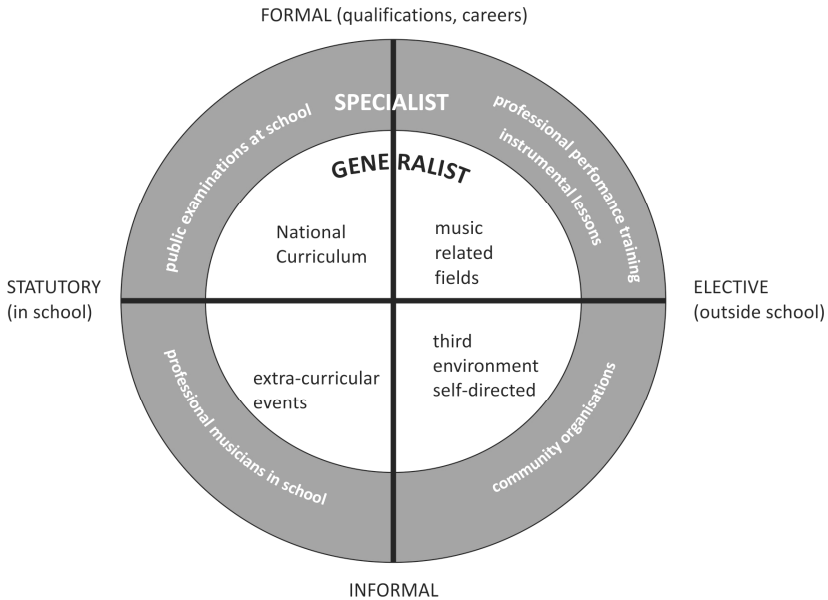 FORMAL (qualifications, careers)
SPECIALIST
GENERALIST
public examinations at school
professional perfomance training
instrumental lessons
National
Curriculum
music
related
fields
STATUTORY
(in school)
ELECTIVE
(outside school)
third
environment
self-directed
extra-curricular
events
professional musicians in school
community organisations
INFORMAL